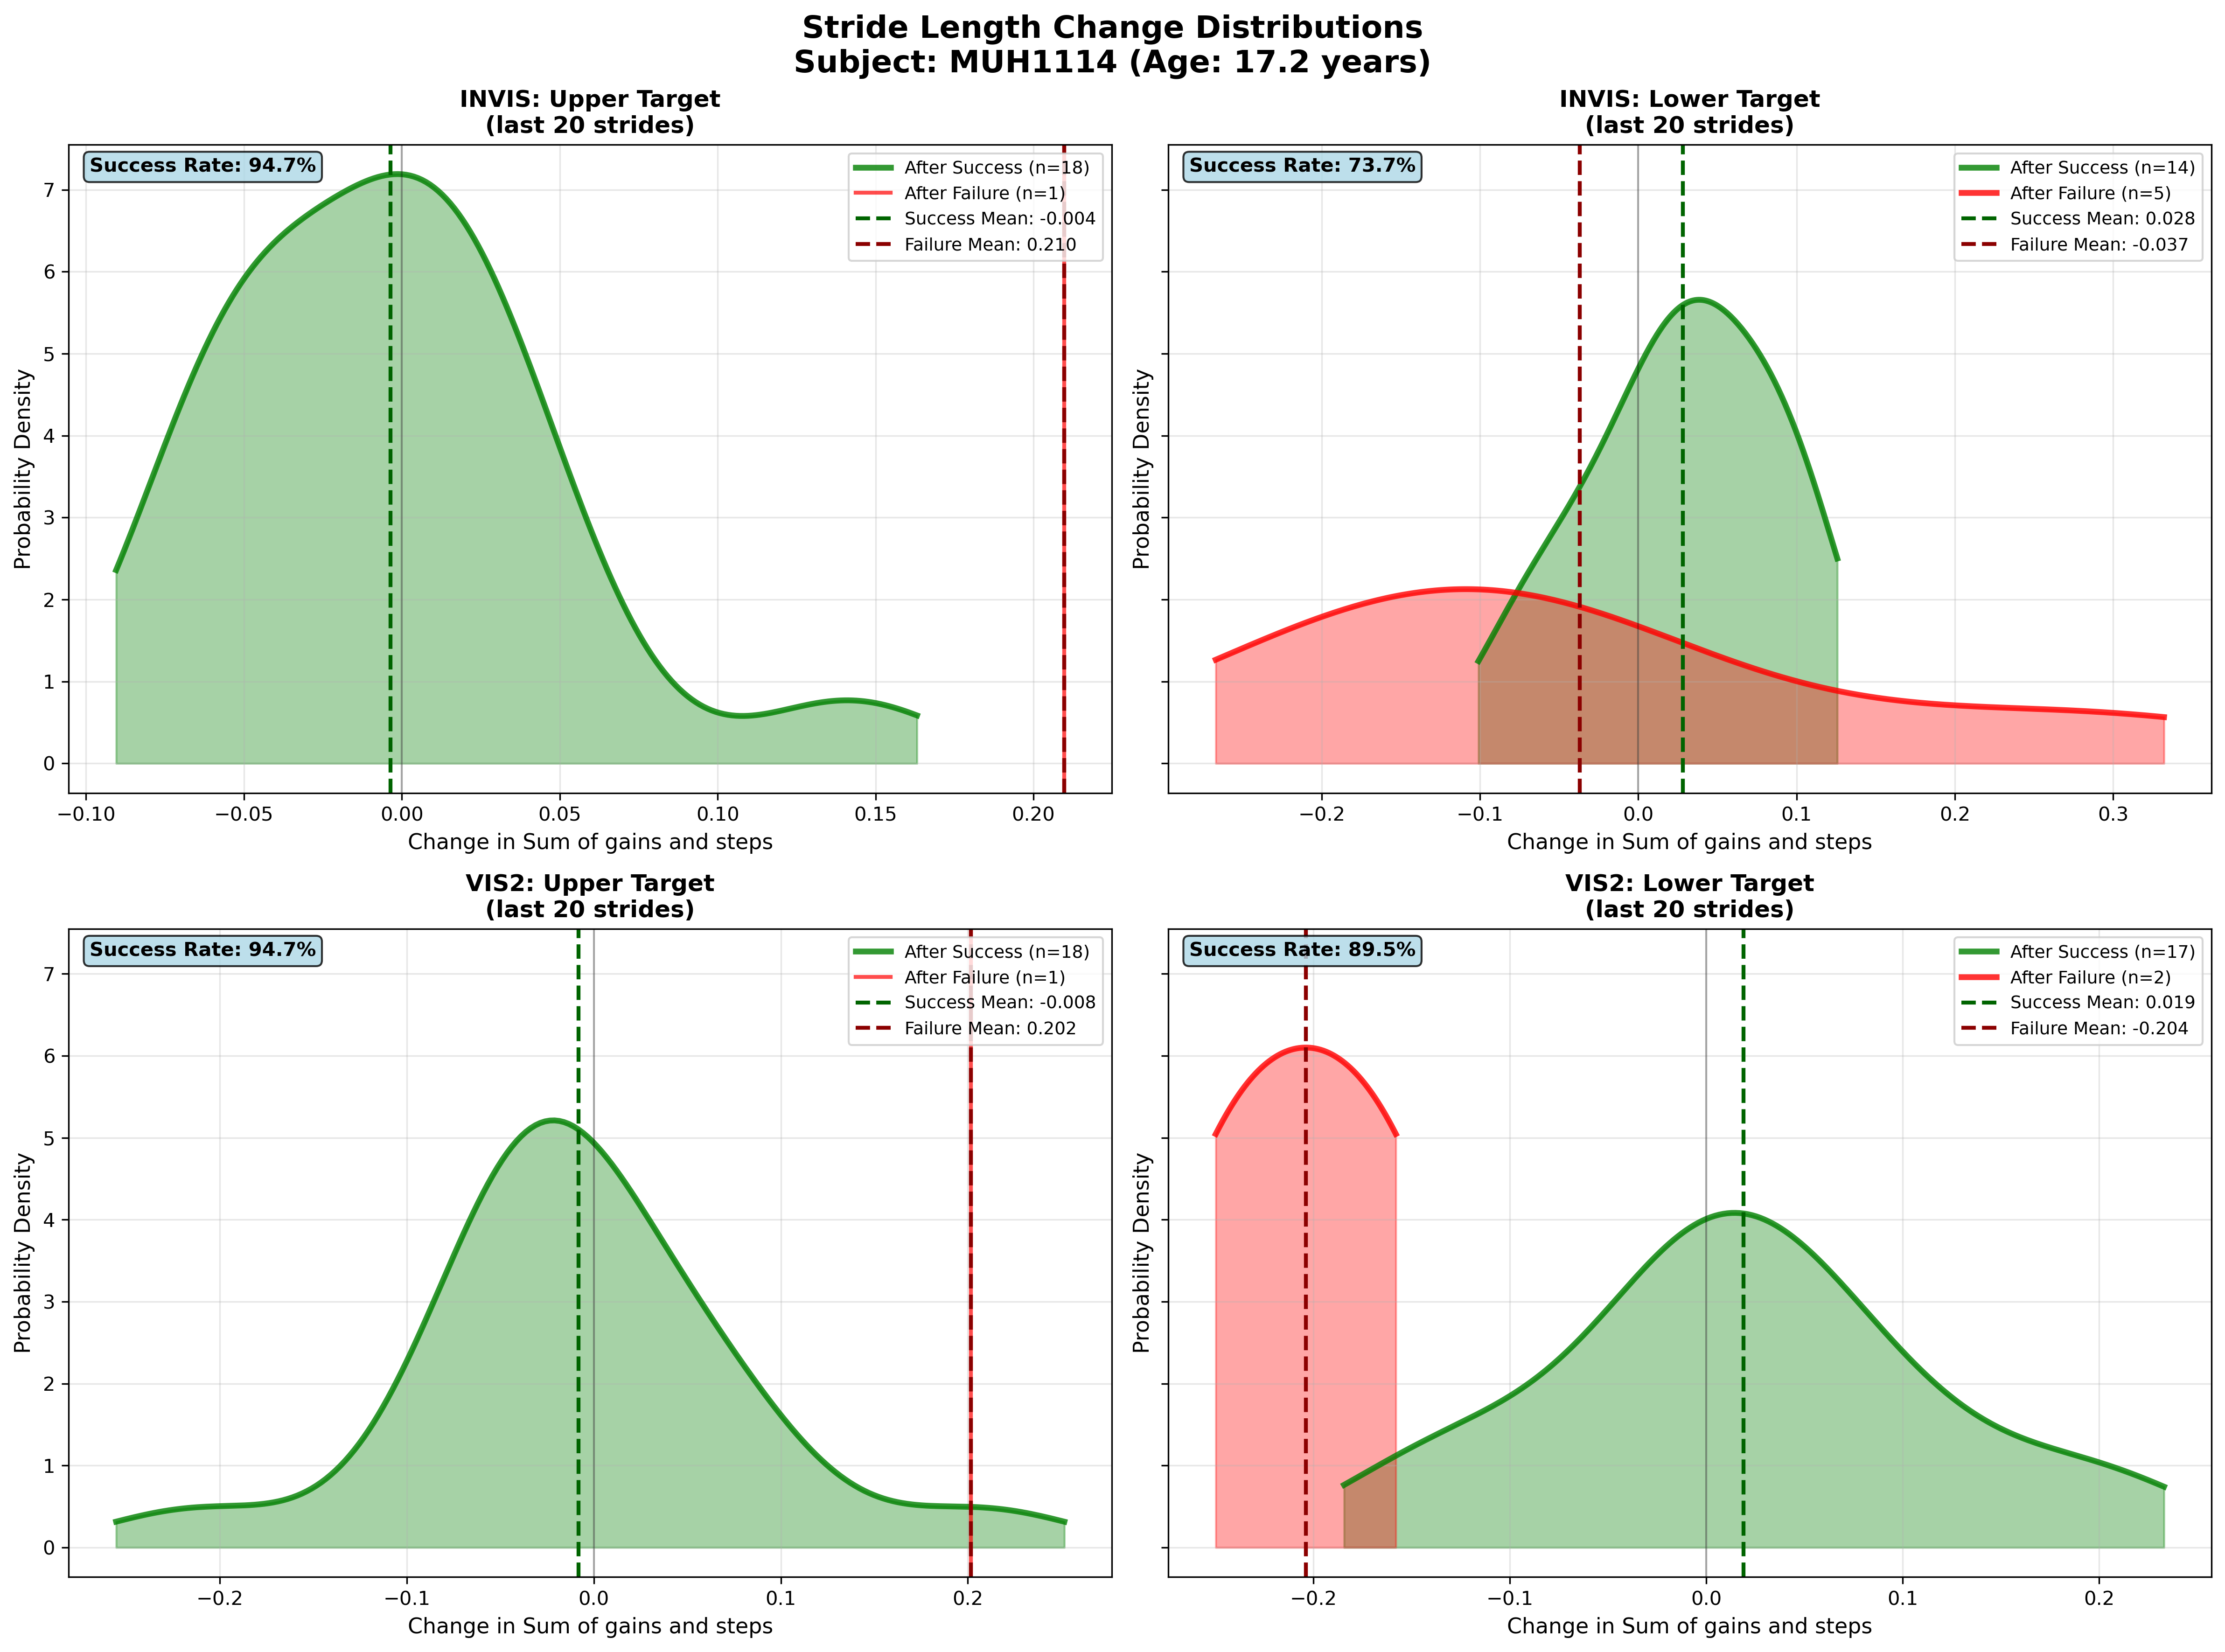 Stride Length Change Distributions
Subject: MUH1114 (Age: 17.2 years)
INVIS: Upper Target
(last 20 strides)
Success Rate: 94.7%
After Success (n=18)
After Failure (n=1)
Success Mean: -0.004
Failure Mean: 0.210
Probability Density
7
6
5
4
3
2
1
0
−0.10 −0.05 0.00 0.05 0.10 0.15 0.20
Change in Sum of gains and steps
INVIS: Lower Target
(last 20 strides)
Success Rate: 73.7%
After Success (n=14)
After Failure (n=5)
Success Mean: 0.028
Failure Mean: -0.037
Probability Density
−0.2 −0.1 0.0 0.1 0.2 0.3
Change in Sum of gains and steps
VIS2: Upper Target
(last 20 strides)
Success Rate: 94.7%
After Success (n=18)
After Failure (n=1)
Success Mean: -0.008
Failure Mean: 0.202
Probability Density
7
6
5
4
3
2
1
0
−0.2 −0.1 0.0 0.1 0.2
Change in Sum of gains and steps
VIS2: Lower Target
(last 20 strides)
Success Rate: 89.5%
After Success (n=17)
After Failure (n=2)
Success Mean: 0.019
Failure Mean: -0.204
Probability Density
−0.2 −0.1 0.0 0.1 0.2
Change in Sum of gains and steps